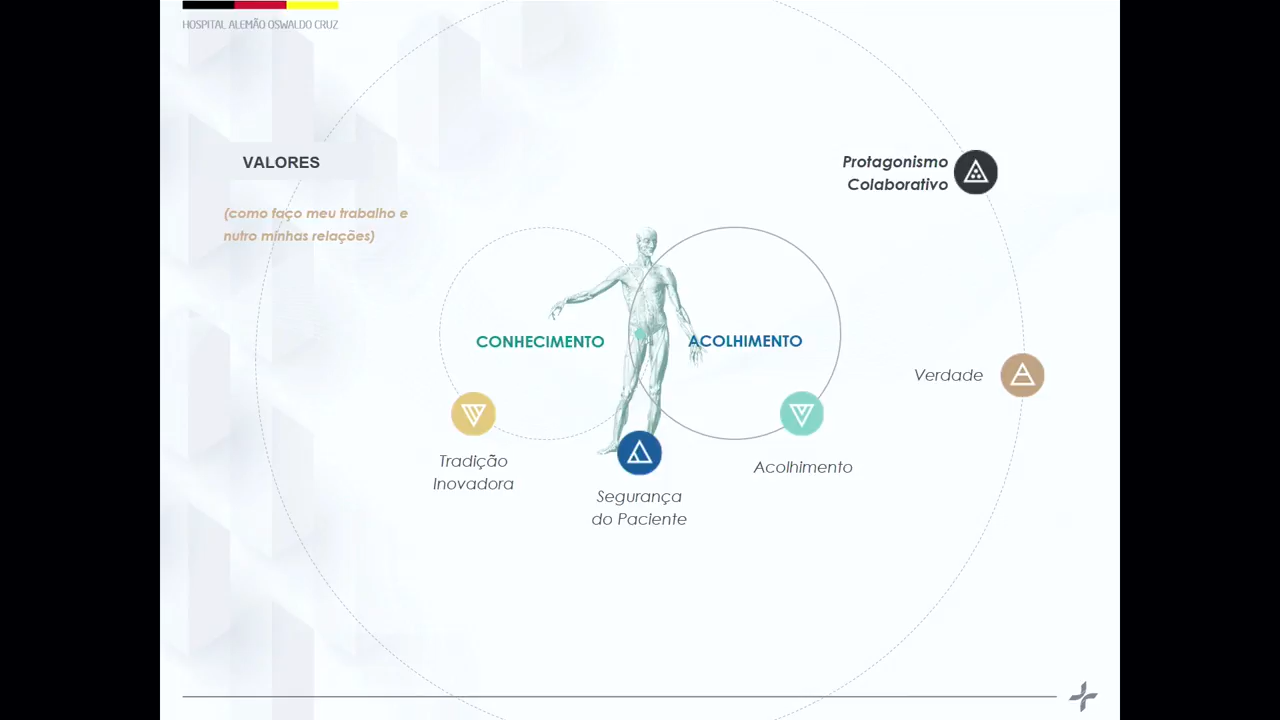 HOSPITAL ALEMÃO OSWALDO CRUZ
VALORES
(como faço meu trabalho e
nutro minhas relações)
Protagonismo
Colaborativo
CONHECIMENTO
ACOLHIMENTO
Verdade
Tradição
Inovadora
Segurança
do Paciente
Acolhimento